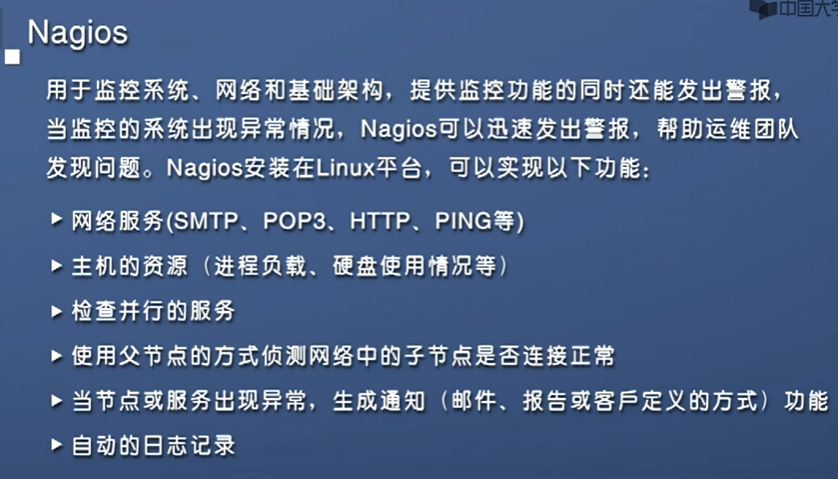 中国大学
Nagios
用于监控系统、网络和基础架构，提供监控功能的同时还能发出警报，
当监控的系统出现异常情况，Nagios可以迅速发出警报，帮助运维团队
发现问题。Nagios安装在Linux平台，可以实现以下功能：
网络服务(SMTP、POP3、HTTP、PING等)
主机的资源（进程负载、硬盘使用情况等）
检查并行的服务
使用父节点的方式侦测网络中的子节点是否连接正常
当节点或服务出现异常，生成通知（邮件、报告或客戶定义的方式）功能
自动的日志记录